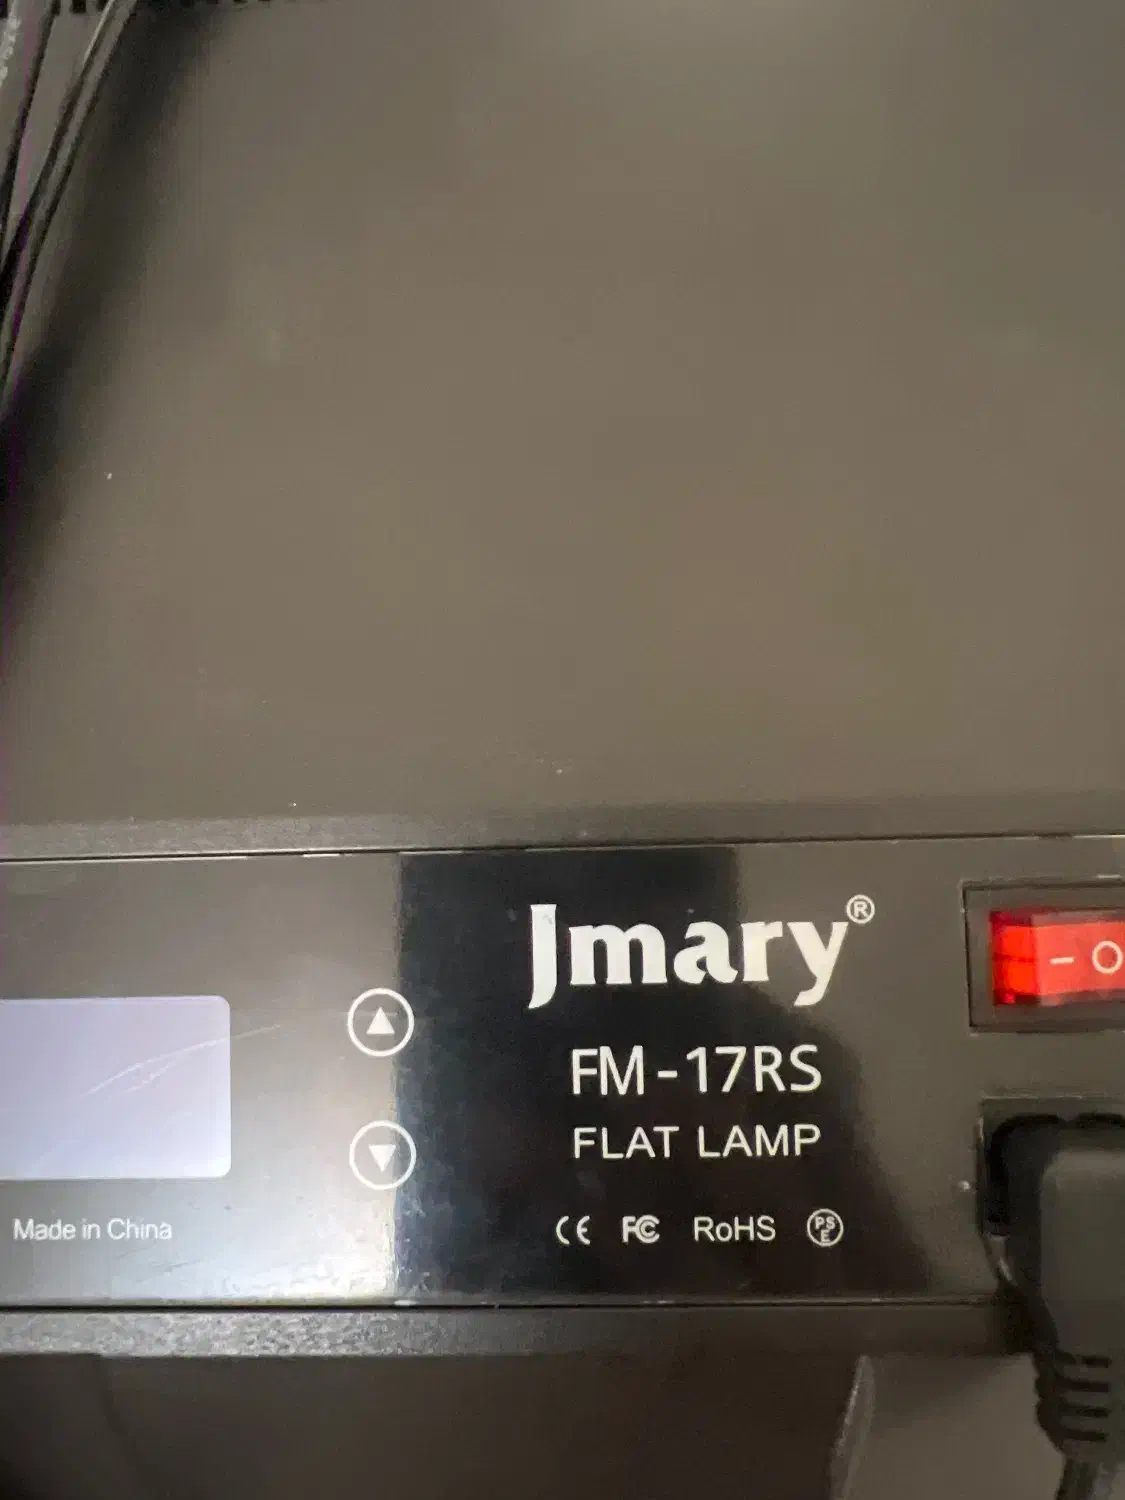 Jmary®
FM-17RS
FLAT LAMP
CE FC RoHS PSE
Made in China
- O